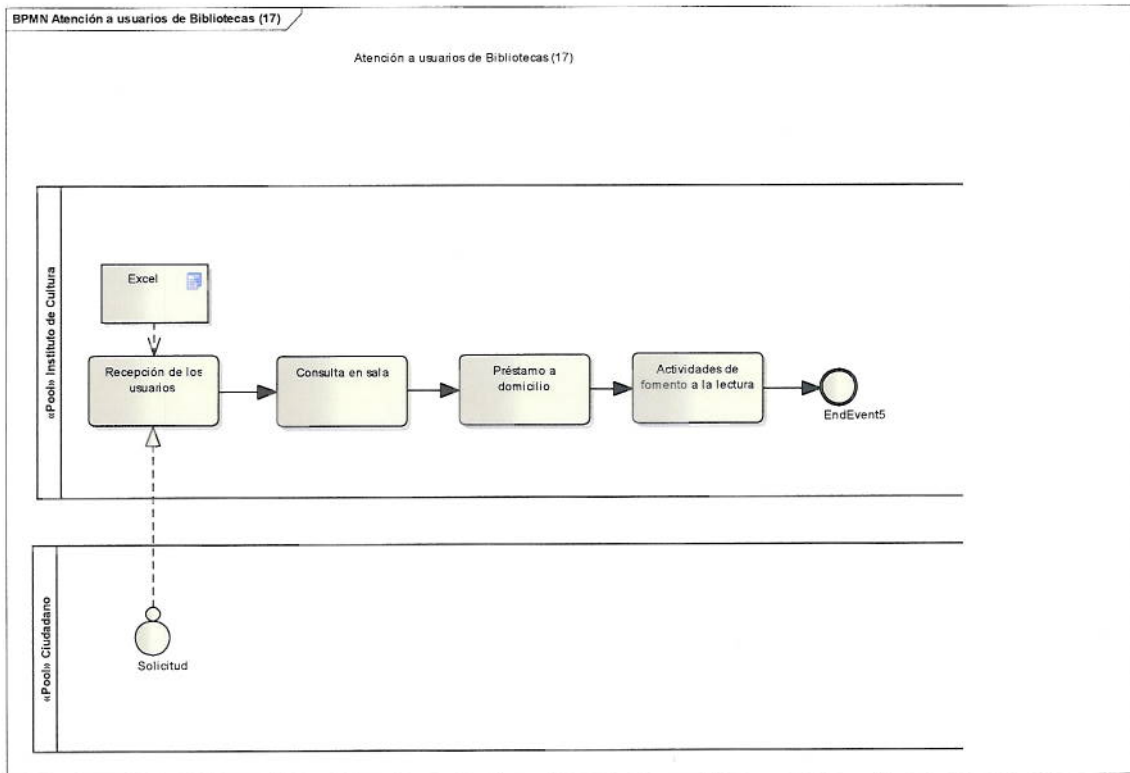 BPMN Atención a usuarios de Bibliotecas (17)
Atención a usuarios de Bibliotecas (17)
«Pool» Instituto de Cultura
Excel
Recepción de los
usuarios
Consulta en sala
Préstamo a
domicilio
Actividades de
fomento a la lectura
EndEvent5
«Pool» Ciudadano
Solicitud